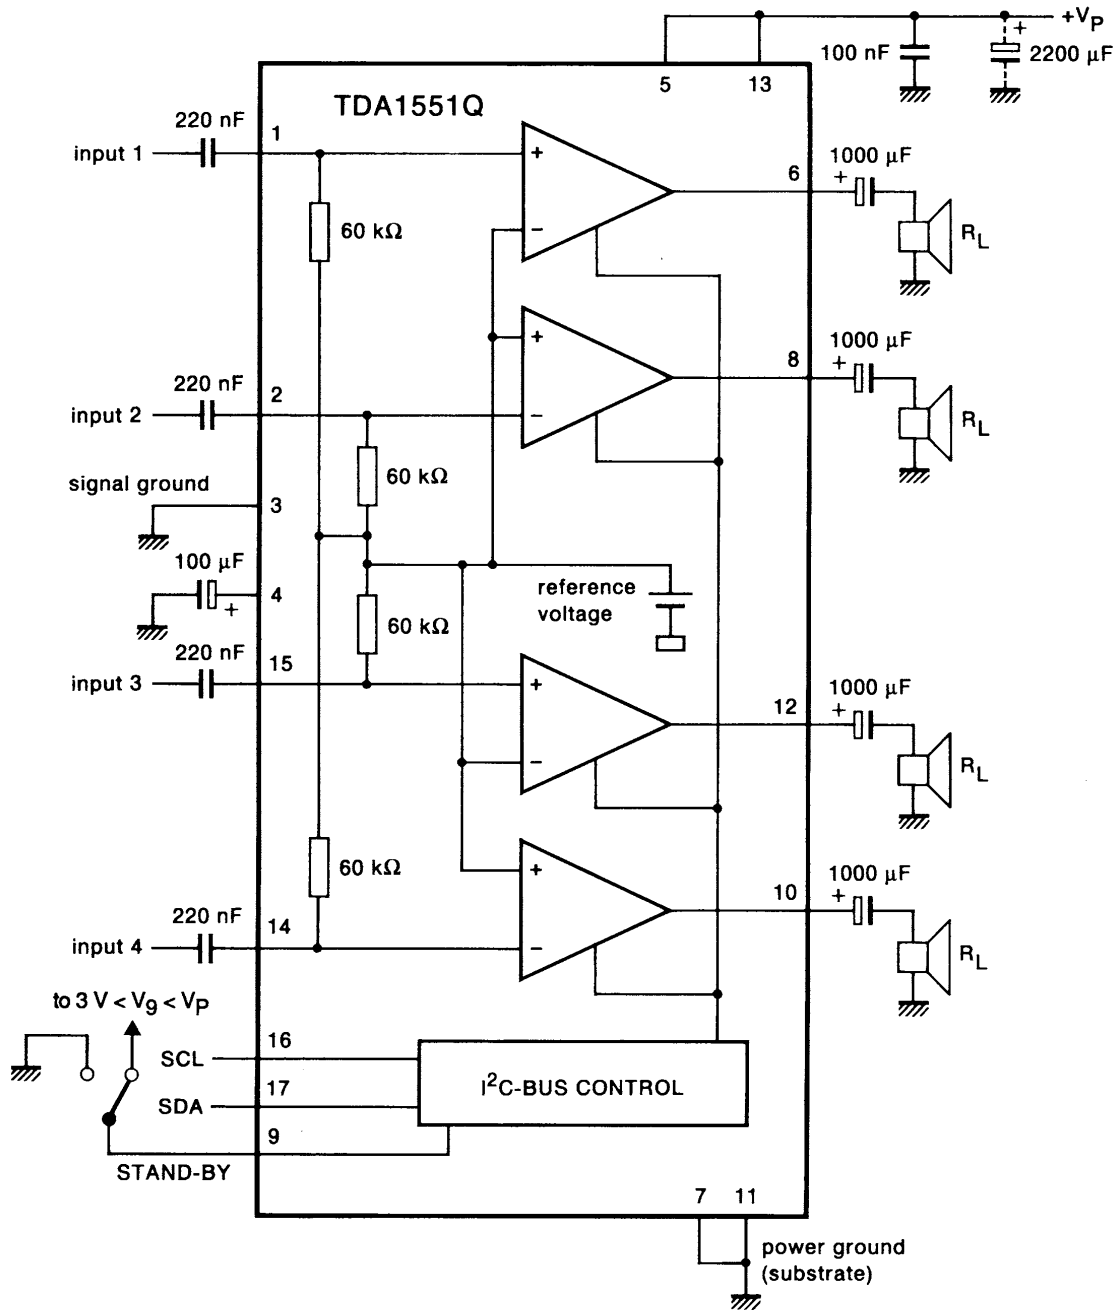 +VP
100 nF
+
2200 µF
5
13
TDA1551Q
220 nF
1
input 1
+
60 kΩ
−
6
1000 µF
+
RL
+
8
1000 µF
+
RL
220 nF
2
input 2
−
60 kΩ
signal ground
3
100 µF
4
+
reference
voltage
60 kΩ
220 nF
15
input 3
+
12
1000 µF
+
RL
−
60 kΩ
+
10
1000 µF
+
RL
220 nF
14
input 4
−
to 3 V < V9 < VP
16
SCL
17
SDA
I²C-BUS CONTROL
9
STAND-BY
7
11
power ground
(substrate)